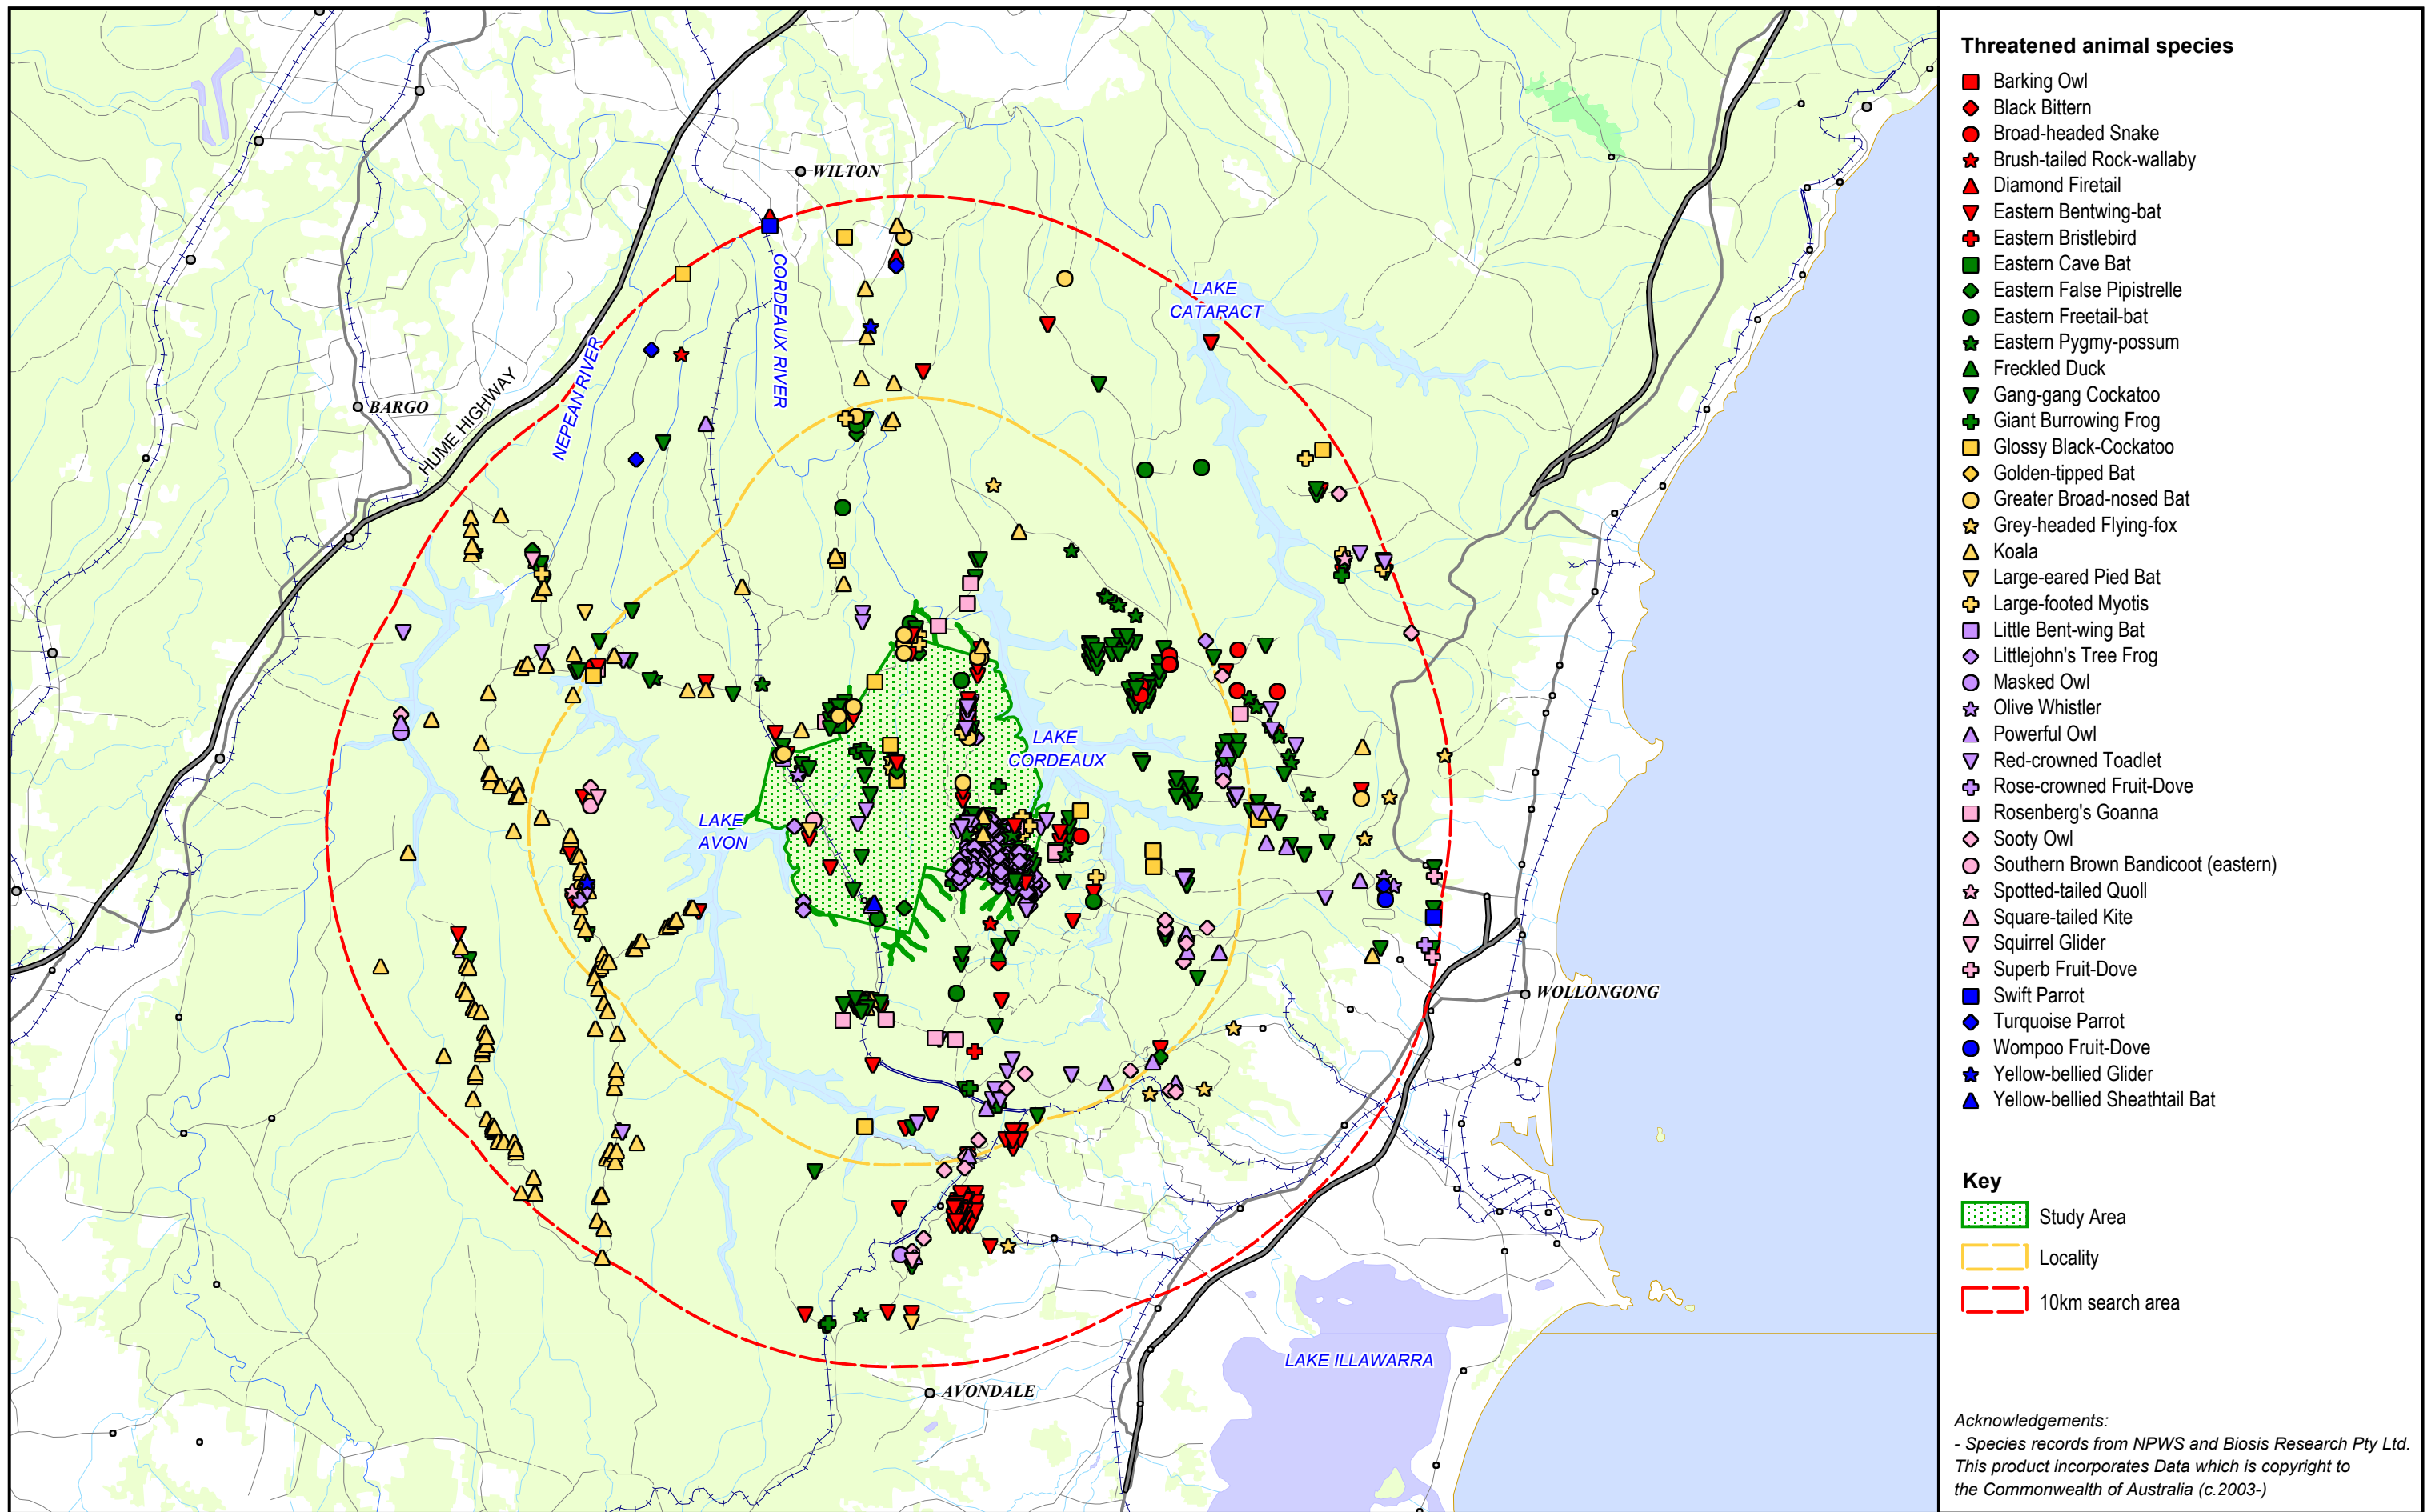 WILTON
CORDEAUX RIVER
LAKE
CATARACT
NEPEAN RIVER
BARGO
HUME HIGHWAY
LAKE
CORDEAUX
LAKE
AVON
WOLLONGONG
LAKE ILLAWARRA
AVONDALE
Threatened animal species
Barking Owl
Black Bittern
Broad-headed Snake
Brush-tailed Rock-wallaby
Diamond Firetail
Eastern Bentwing-bat
Eastern Bristlebird
Eastern Cave Bat
Eastern False Pipistrelle
Eastern Freetail-bat
Eastern Pygmy-possum
Freckled Duck
Gang-gang Cockatoo
Giant Burrowing Frog
Glossy Black-Cockatoo
Golden-tipped Bat
Greater Broad-nosed Bat
Grey-headed Flying-fox
Koala
Large-eared Pied Bat
Large-footed Myotis
Little Bent-wing Bat
Littlejohn's Tree Frog
Masked Owl
Olive Whistler
Powerful Owl
Red-crowned Toadlet
Rose-crowned Fruit-Dove
Rosenberg's Goanna
Sooty Owl
Southern Brown Bandicoot (eastern)
Spotted-tailed Quoll
Square-tailed Kite
Squirrel Glider
Superb Fruit-Dove
Swift Parrot
Turquoise Parrot
Wompoo Fruit-Dove
Yellow-bellied Glider
Yellow-bellied Sheathtail Bat
Key
Study Area
Locality
10km search area
Acknowledgements:
- Species records from NPWS and Biosis Research Pty Ltd.
This product incorporates Data which is copyright to
the Commonwealth of Australia (c.2003-)